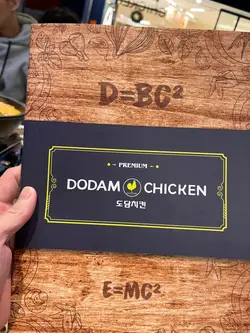 D=BC²
PREMIUM
DODAM CHICKEN
도담치킨
E=MC²